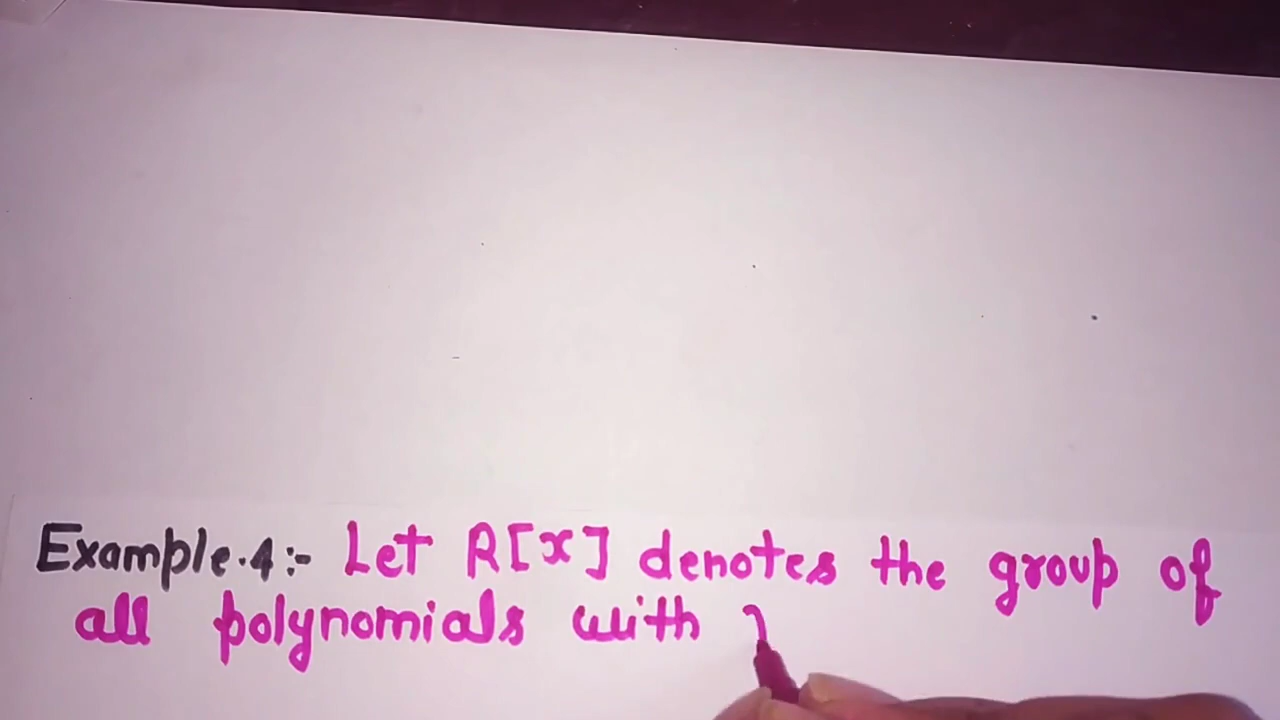 Example.4:- Let R[x] denotes the group of
all polynomials with